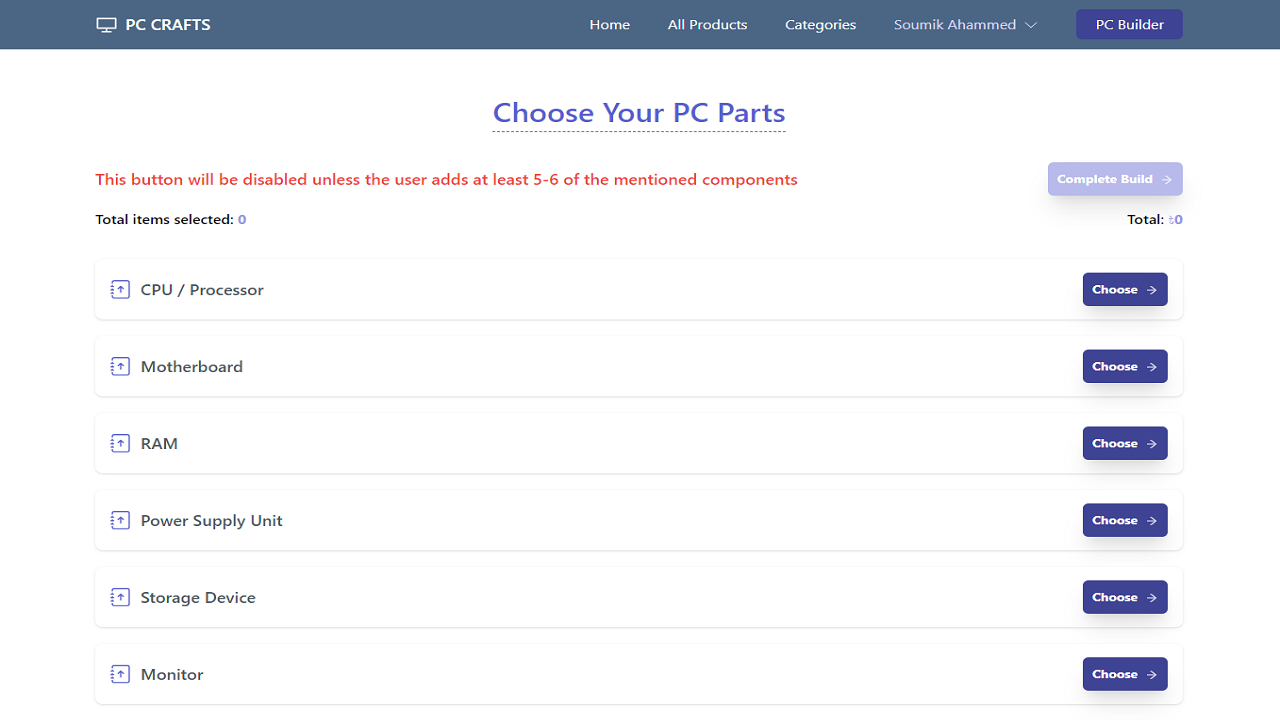 PC CRAFTS
Home
All Products
Categories
Soumik Ahammed
PC Builder
Choose Your PC Parts
This button will be disabled unless the user adds at least 5-6 of the mentioned components
Complete Build →
Total items selected: 0
Total: ৳0
CPU / Processor
Choose →
Motherboard
Choose →
RAM
Choose →
Power Supply Unit
Choose →
Storage Device
Choose →
Monitor
Choose →